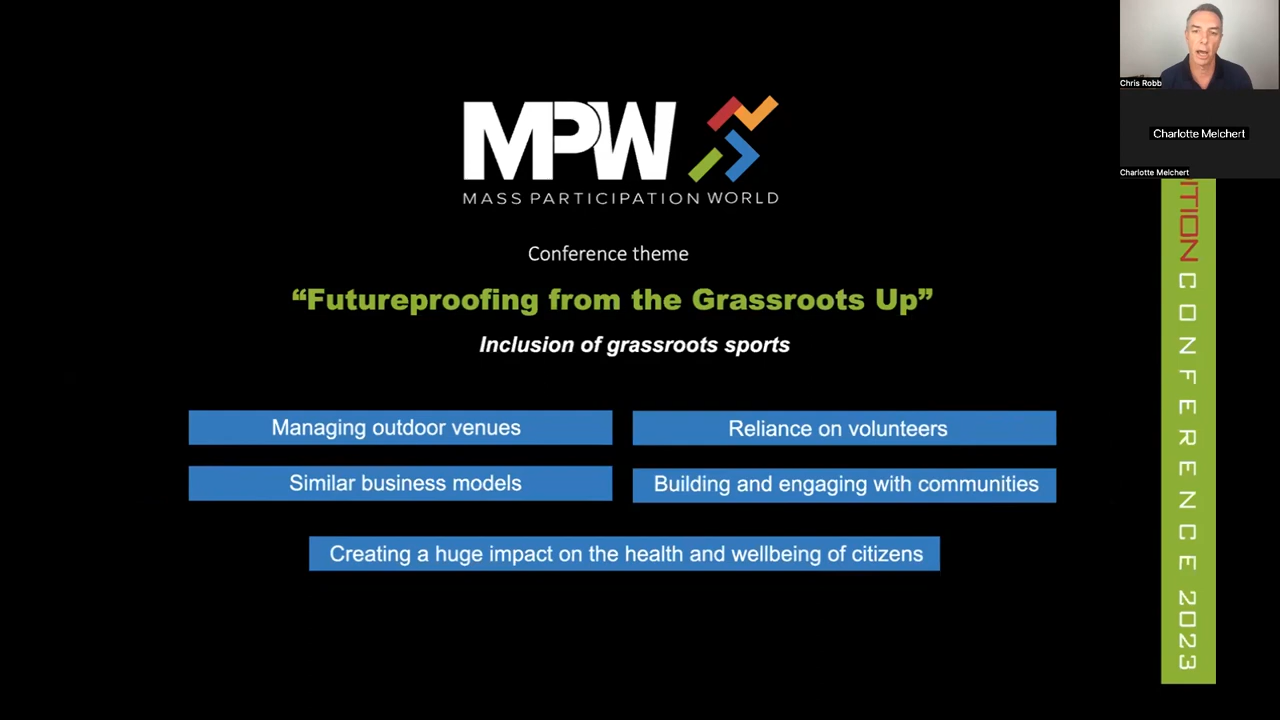 MPW
MASS PARTICIPATION WORLD
Conference theme
“Futureproofing from the Grassroots Up”
Inclusion of grassroots sports
Managing outdoor venues
Reliance on volunteers
Similar business models
Building and engaging with communities
Creating a huge impact on the health and wellbeing of citizens
Chris Robb
Charlotte Melchert
Charlotte Melchert
CONFERENCE 2023